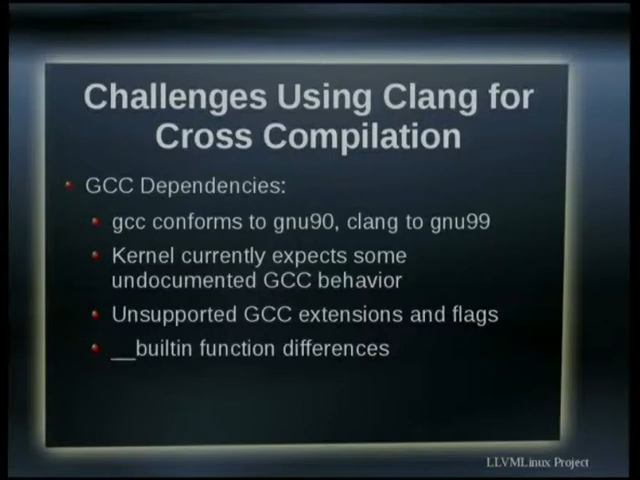 Challenges Using Clang for
Cross Compilation
GCC Dependencies:
gcc conforms to gnu90, clang to gnu99
Kernel currently expects some
undocumented GCC behavior
Unsupported GCC extensions and flags
__builtin function differences
LLVMLinux Project